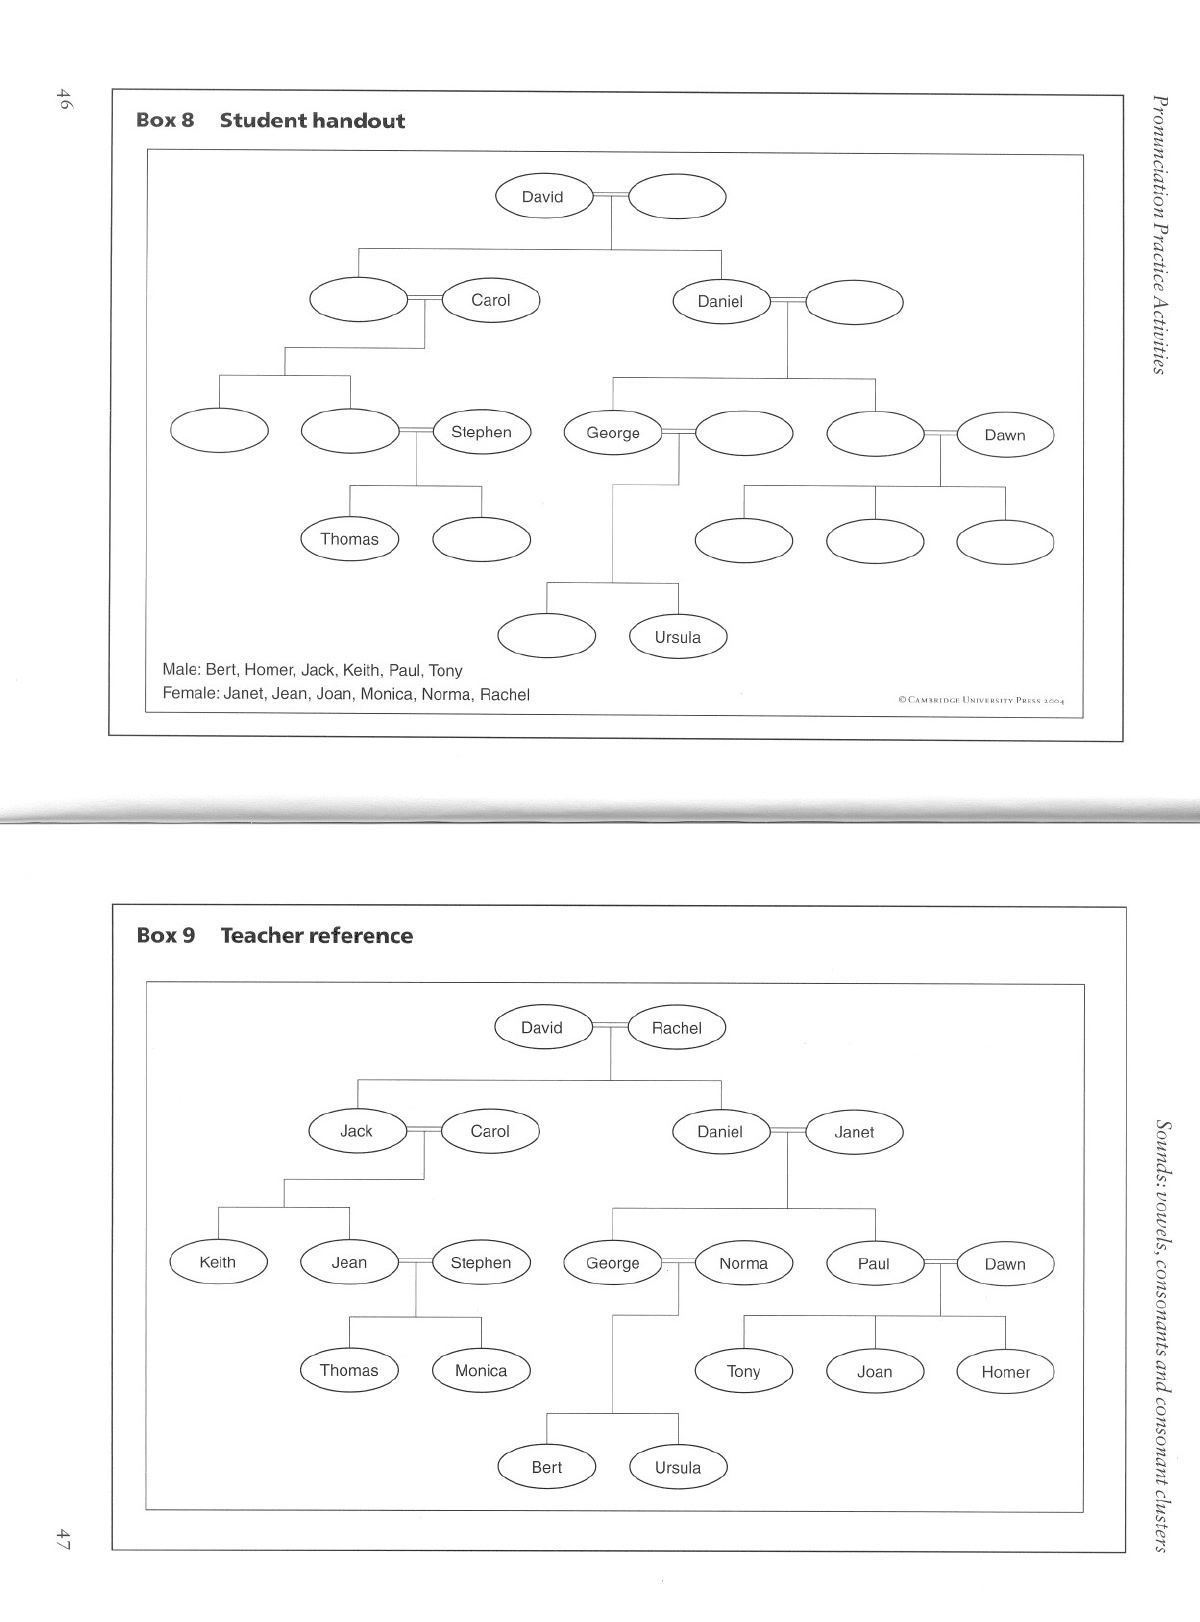 46
Pronunciation Practice Activities
Box 8 Student handout
David
Carol
Daniel
Stephen
George
Dawn
Thomas
Ursula
Male: Bert, Homer, Jack, Keith, Paul, Tony
Female: Janet, Jean, Joan, Monica, Norma, Rachel
© CAMBRIDGE UNIVERSITY PRESS 2004
Box 9 Teacher reference
David Rachel
Jack Carol Daniel Janet
Keith Jean Stephen George Norma Paul Dawn
Thomas Monica Tony Joan Homer
Bert Ursula
Sounds: vowels, consonants and consonant clusters
47